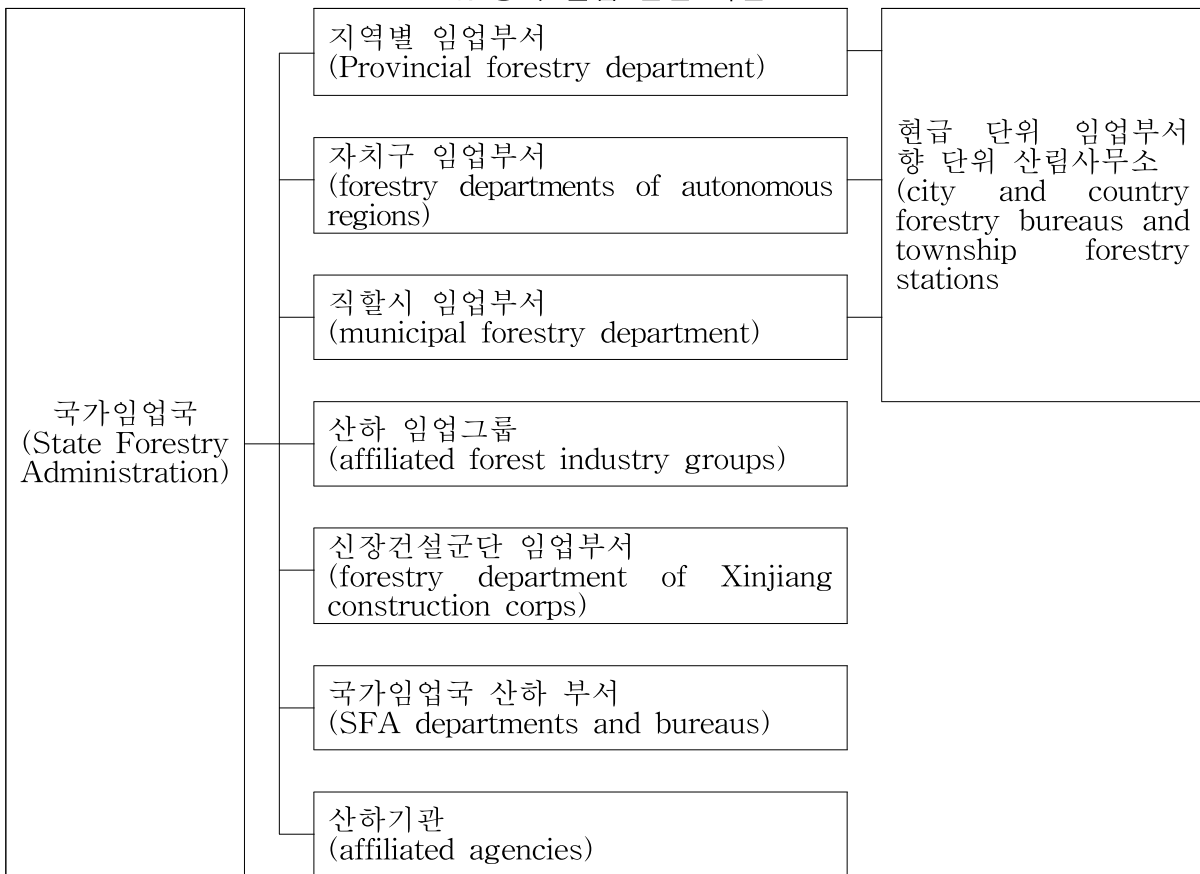 지역별 임업부서
(Provincial forestry department)
자치구 임업부서
(forestry departments of autonomous
regions)
직할시 임업부서
(municipal forestry department)
현급 단위 임업부서
향 단위 산림사무소
(city and country
forestry bureaus and
township forestry
stations
국가임업국
(State Forestry
Administration)
산하 임업그룹
(affiliated forest industry groups)
신장건설군단 임업부서
(forestry department of Xinjiang
construction corps)
국가임업국 산하 부서
(SFA departments and bureaus)
산하기관
(affiliated agencies)